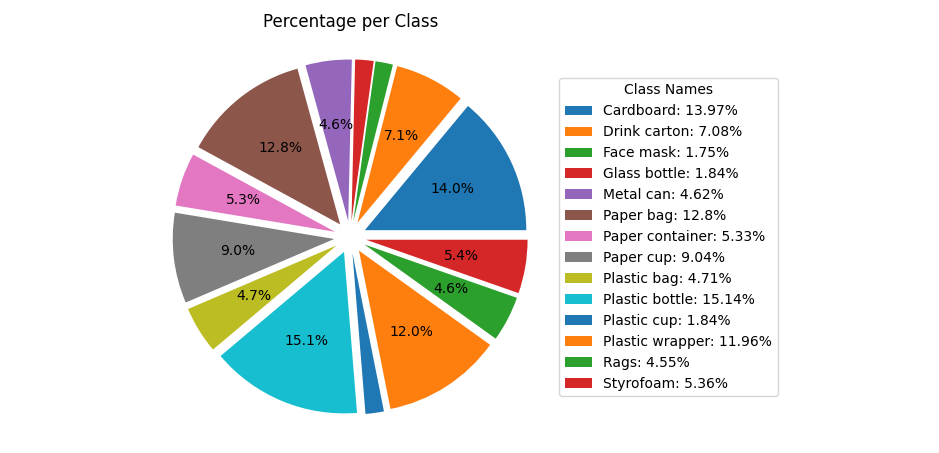 Percentage per Class
4.6%
7.1%
12.8%
14.0%
5.3%
9.0%
5.4%
4.6%
4.7%
12.0%
15.1%
Class Names
Cardboard: 13.97%
Drink carton: 7.08%
Face mask: 1.75%
Glass bottle: 1.84%
Metal can: 4.62%
Paper bag: 12.8%
Paper container: 5.33%
Paper cup: 9.04%
Plastic bag: 4.71%
Plastic bottle: 15.14%
Plastic cup: 1.84%
Plastic wrapper: 11.96%
Rags: 4.55%
Styrofoam: 5.36%